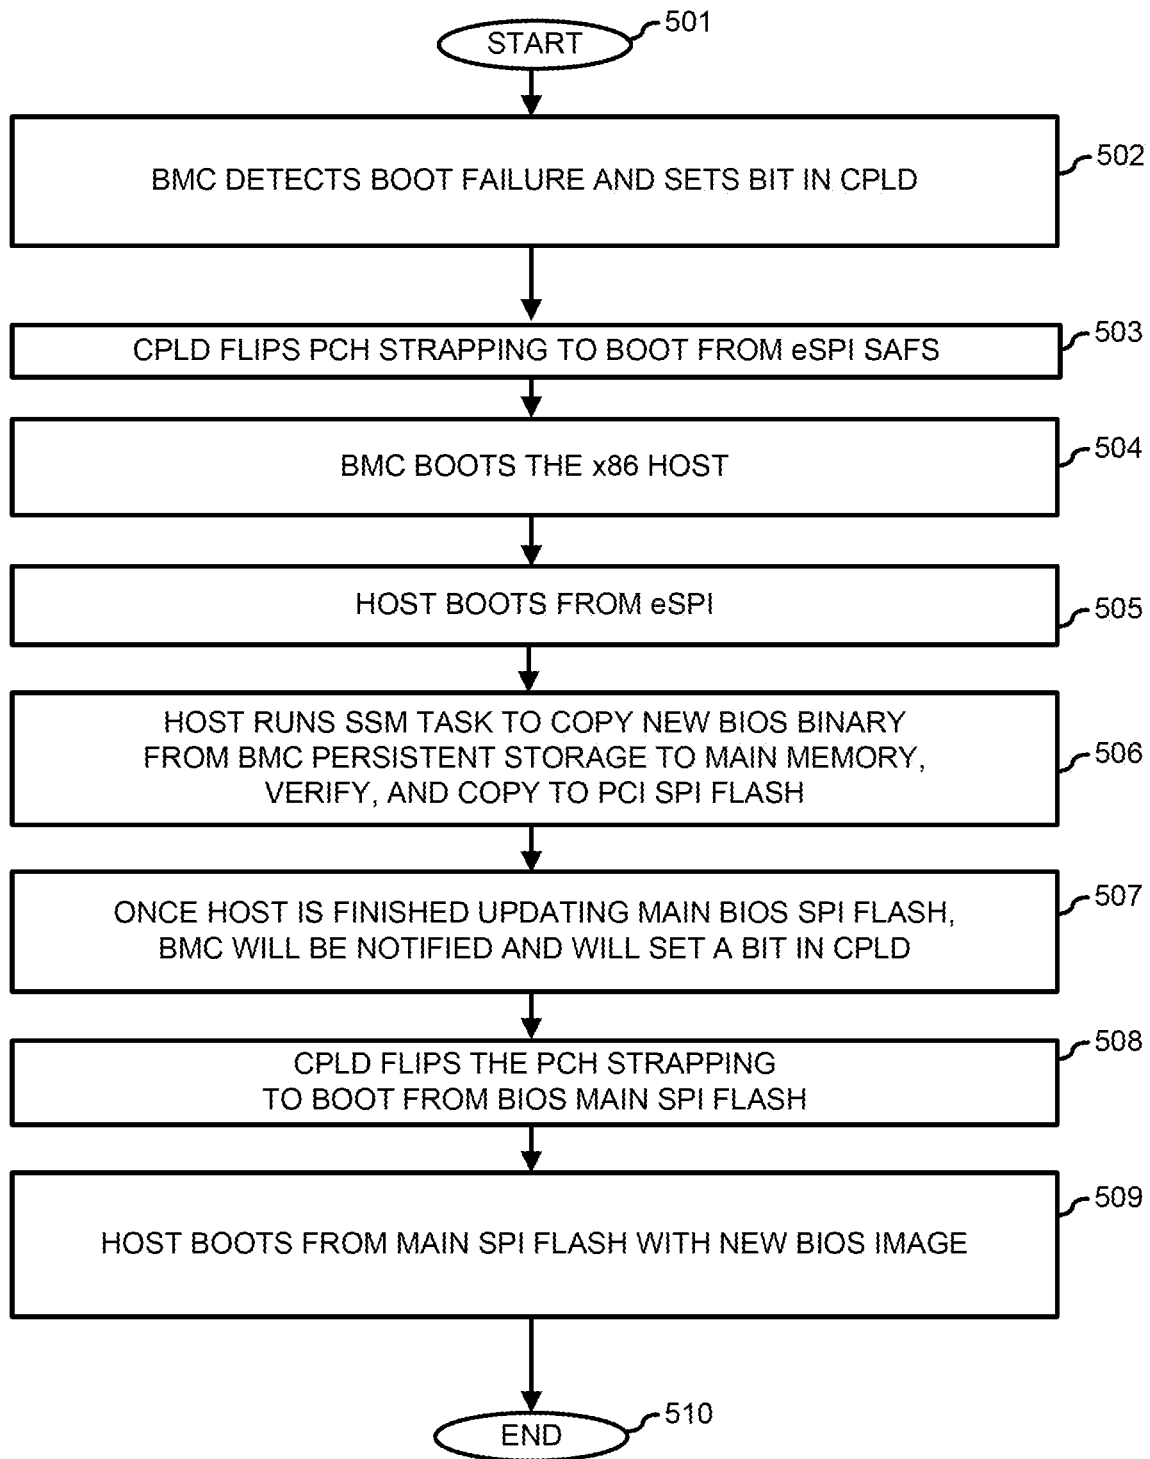 START
501
BMC DETECTS BOOT FAILURE AND SETS BIT IN CPLD
502
CPLD FLIPS PCH STRAPPING TO BOOT FROM eSPI SAFS
503
BMC BOOTS THE x86 HOST
504
HOST BOOTS FROM eSPI
505
HOST RUNS SSM TASK TO COPY NEW BIOS BINARY
FROM BMC PERSISTENT STORAGE TO MAIN MEMORY,
VERIFY, AND COPY TO PCI SPI FLASH
506
ONCE HOST IS FINISHED UPDATING MAIN BIOS SPI FLASH,
BMC WILL BE NOTIFIED AND WILL SET A BIT IN CPLD
507
CPLD FLIPS THE PCH STRAPPING
TO BOOT FROM BIOS MAIN SPI FLASH
508
HOST BOOTS FROM MAIN SPI FLASH WITH NEW BIOS IMAGE
509
END
510